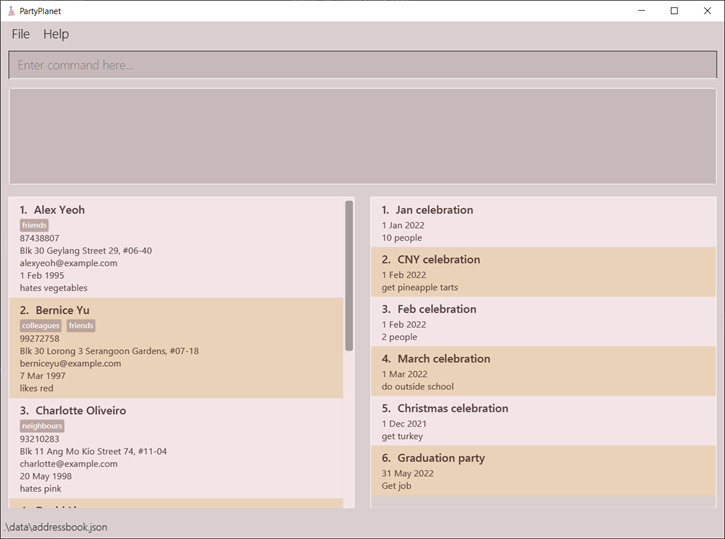 PartyPlanet
File Help
Enter command here...
1. Alex Yeoh
friends
87438807
Blk 30 Geylang Street 29, #06-40
alexyeoh@example.com
1 Feb 1995
hates vegetables
2. Bernice Yu
colleagues friends
99272758
Blk 30 Lorong 3 Serangoon Gardens, #07-18
berniceyu@example.com
7 Mar 1997
likes red
3. Charlotte Oliveiro
neighbours
93210283
Blk 11 Ang Mo Kio Street 74, #11-04
charlotte@example.com
20 May 1998
hates pink
1. Jan celebration
1 Jan 2022
10 people
2. CNY celebration
1 Feb 2022
get pineapple tarts
3. Feb celebration
1 Feb 2022
2 people
4. March celebration
1 Mar 2022
do outside school
5. Christmas celebration
1 Dec 2021
get turkey
6. Graduation party
31 May 2022
Get job
.\data\addressbook.json